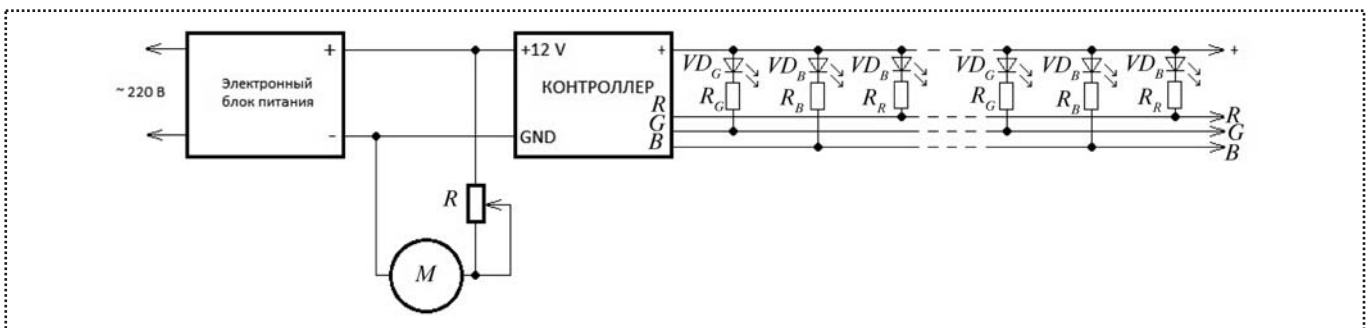 ~ 220 В
Электронный
блок питания
+
−
+12 V
GND
КОНТРОЛЛЕР
+
R
G
B
VD_G
R_G
VD_B
R_B
VD_B
R_R
VD_G
R_G
VD_B
R_B
VD_B
R_R
+
R
G
B
R
M